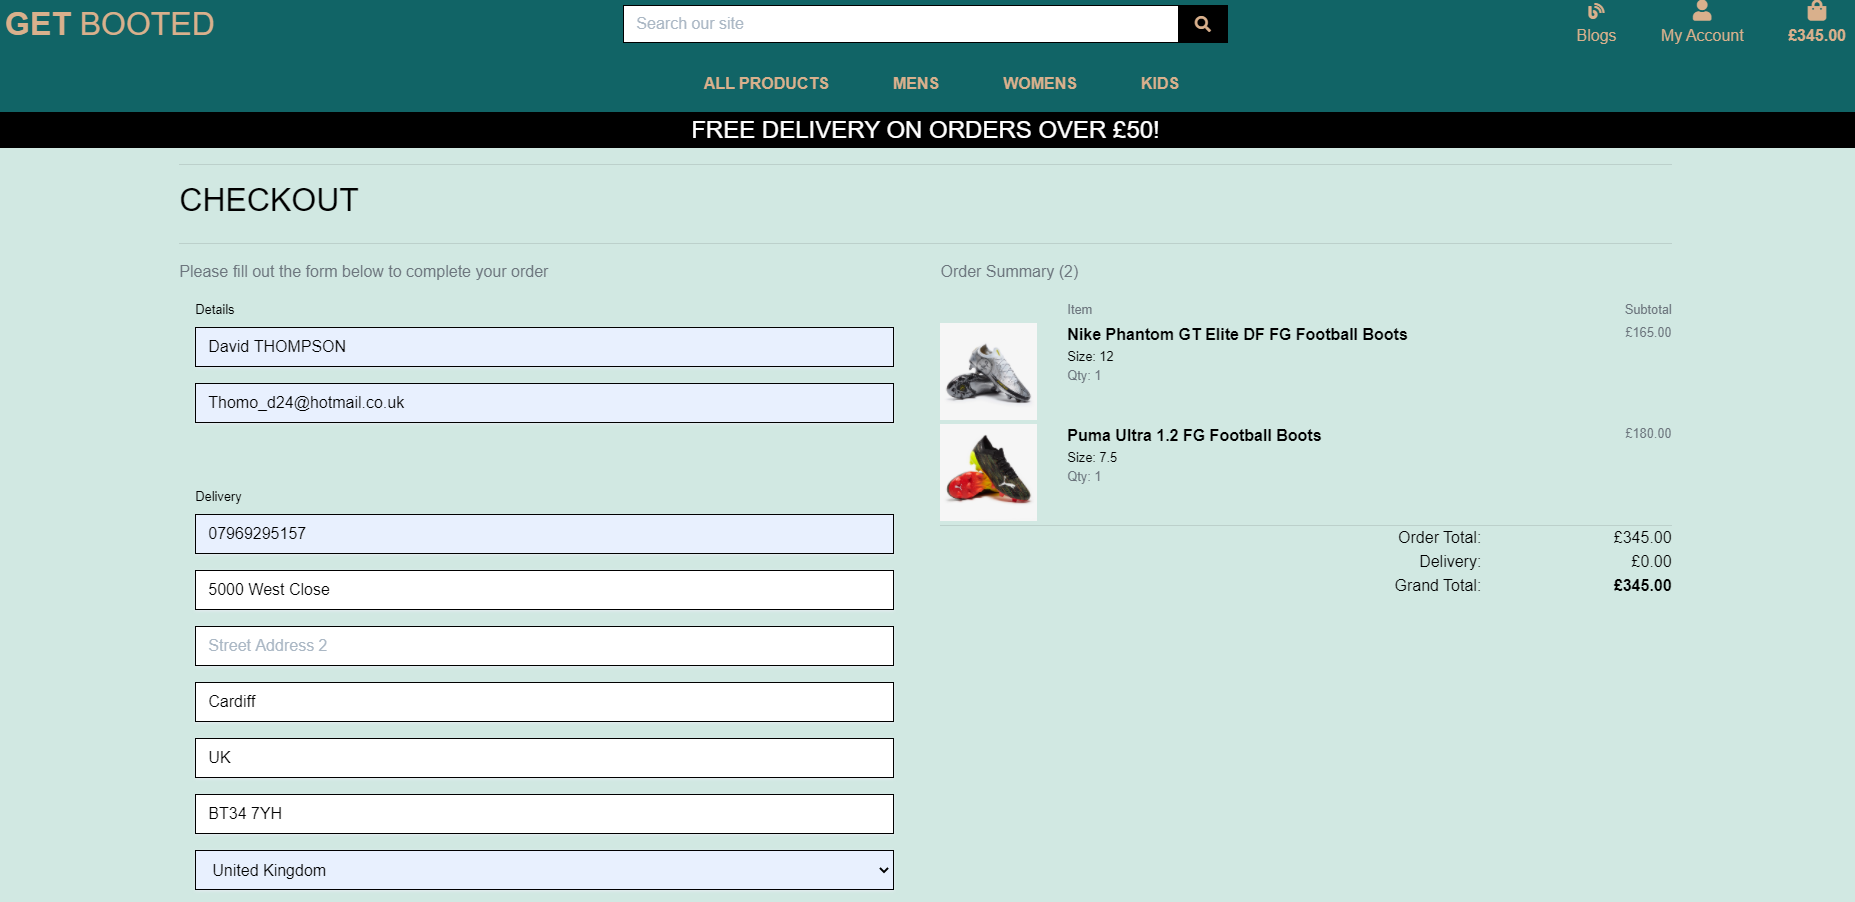 GET BOOTED
Search our site
Blogs
My Account
£345.00
ALL PRODUCTS
MENS
WOMENS
KIDS
FREE DELIVERY ON ORDERS OVER £50!
CHECKOUT
Please fill out the form below to complete your order
Details
David THOMPSON
Thomo_d24@hotmail.co.uk
Delivery
07969295157
5000 West Close
Street Address 2
Cardiff
UK
BT34 7YH
United Kingdom
Order Summary (2)
Item Subtotal
Nike Phantom GT Elite DF FG Football Boots £165.00
Size: 12
Qty: 1
Puma Ultra 1.2 FG Football Boots £180.00
Size: 7.5
Qty: 1
Order Total: £345.00
Delivery: £0.00
Grand Total: £345.00